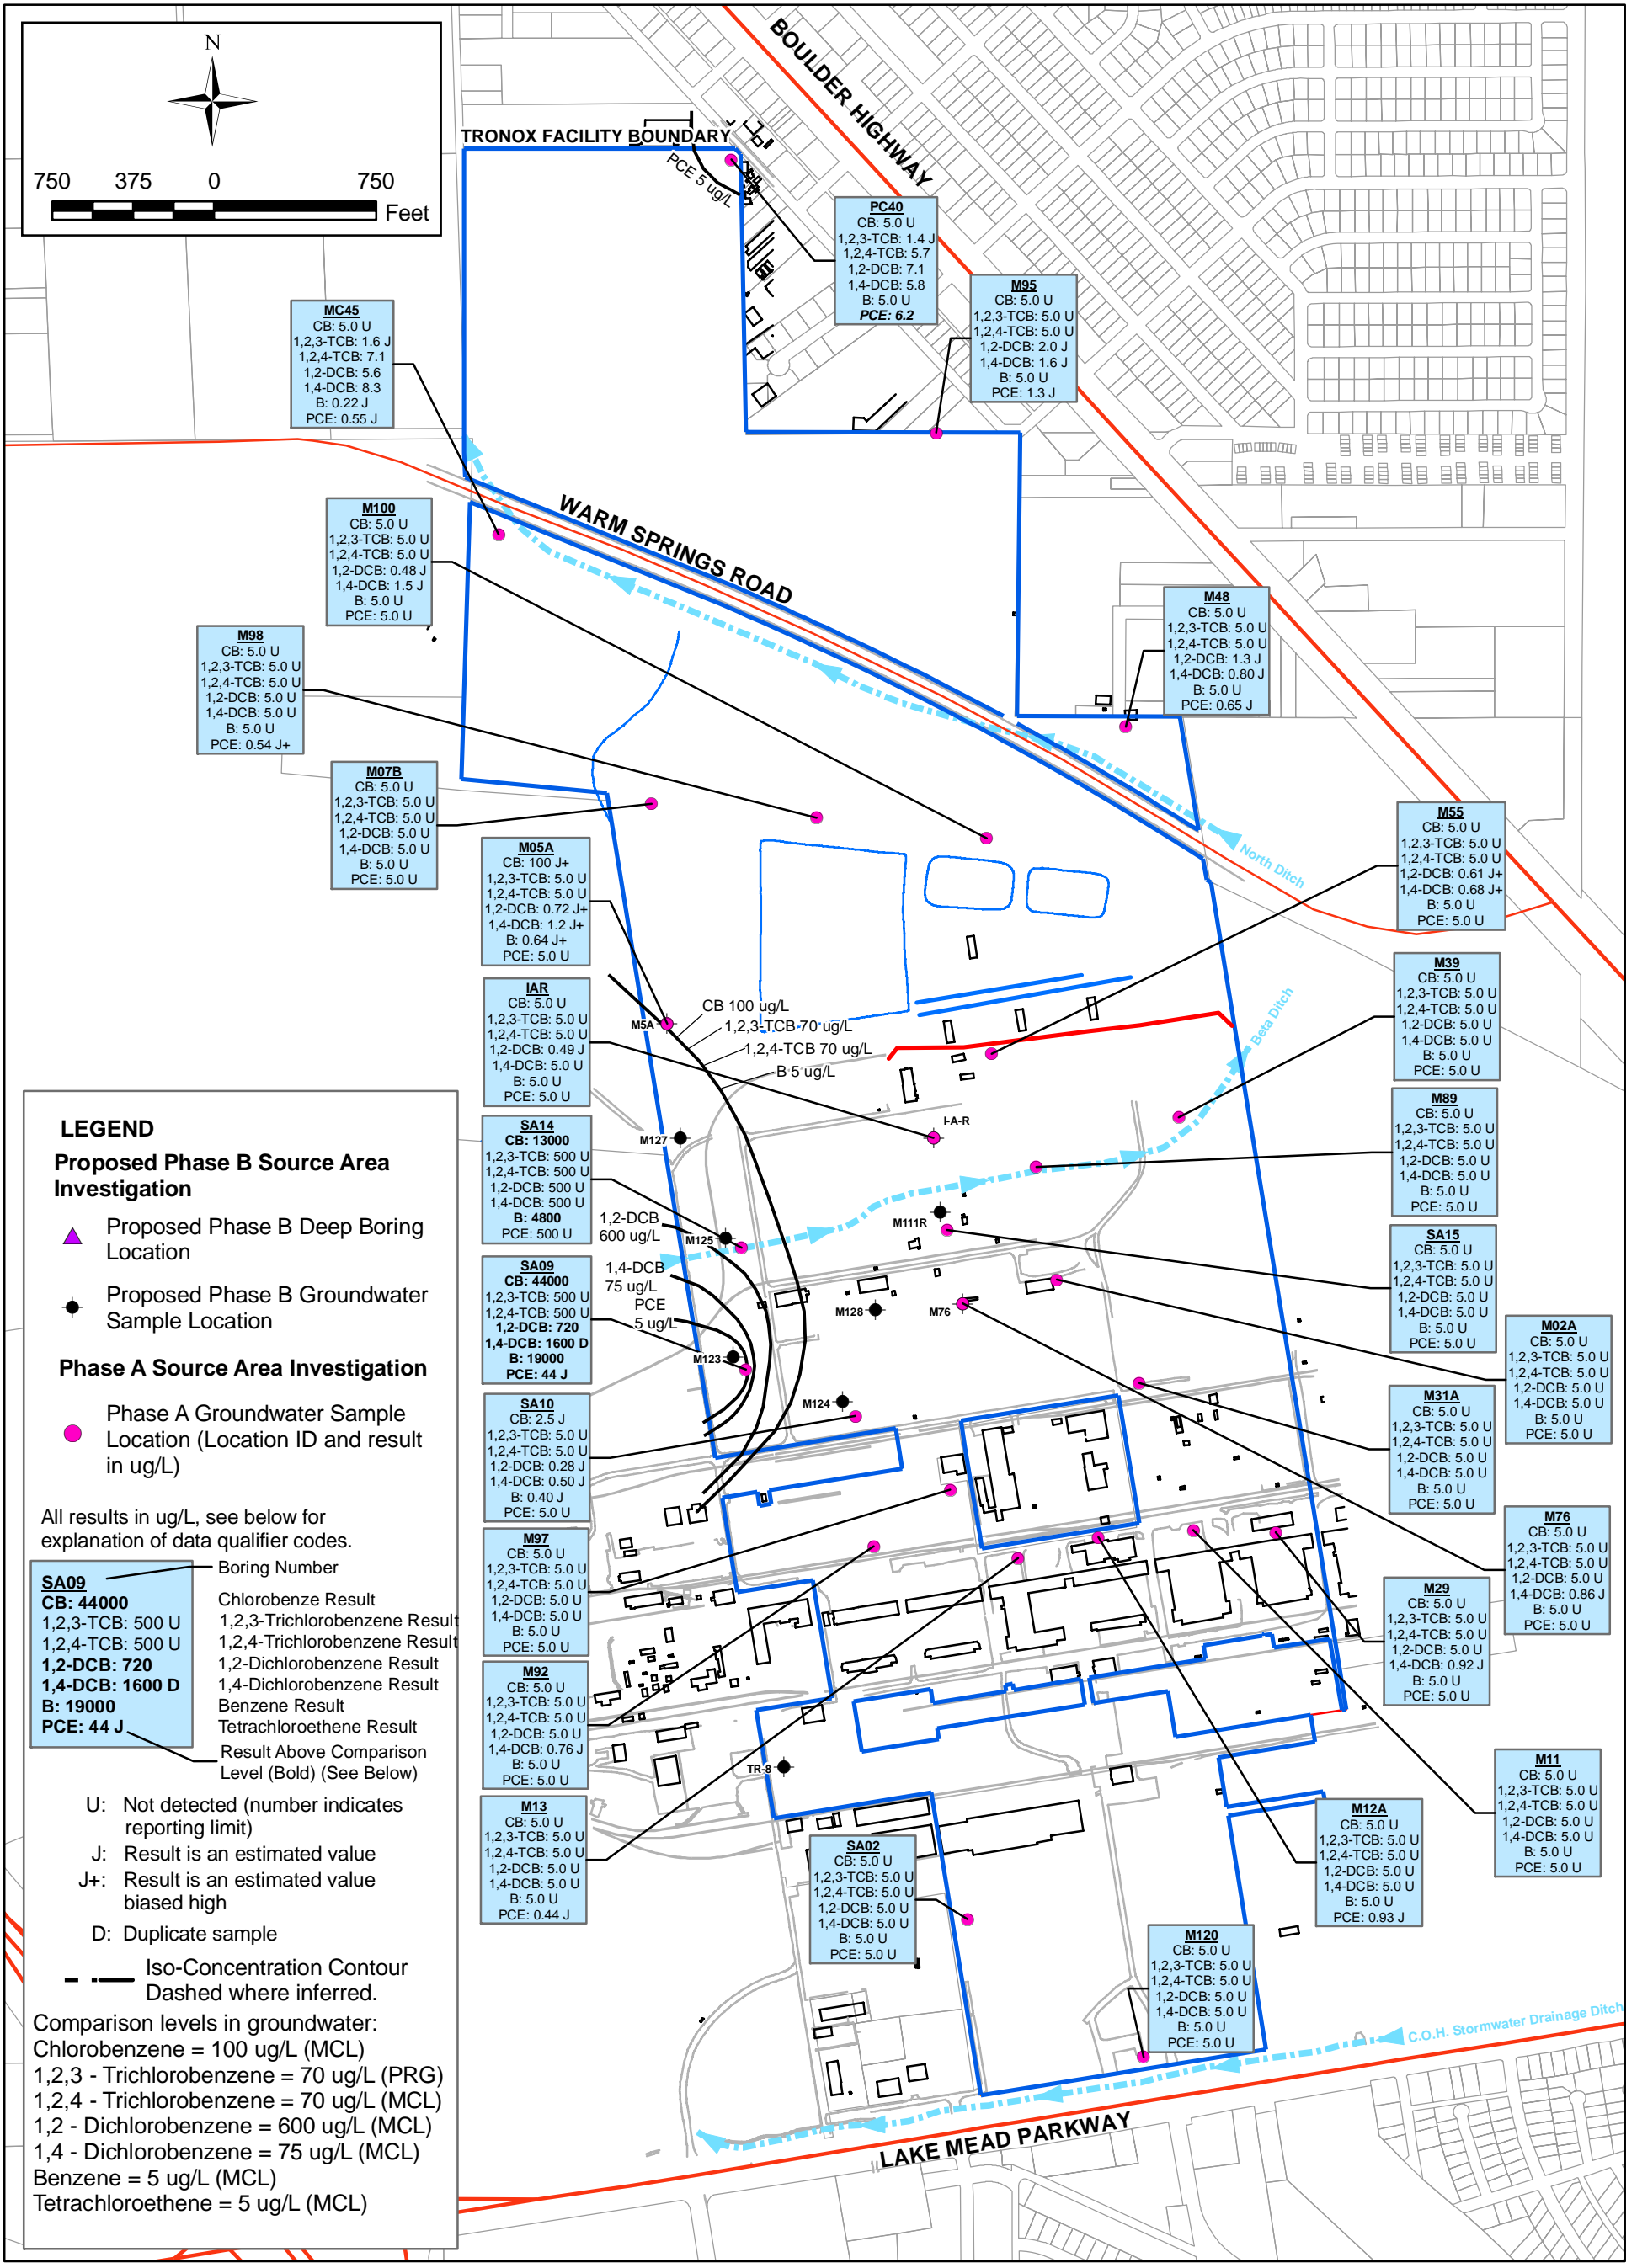 N
750 375 0 750
Feet
TRONOX FACILITY BOUNDARY
BOULDER HIGHWAY
PCE 5 ug/L
PC40
CB: 5.0 U
1,2,3-TCB: 1.4 J
1,2,4-TCB: 5.7
1,2-DCB: 7.1
1,4-DCB: 5.8
B: 5.0 U
PCE: 6.2
M95
CB: 5.0 U
1,2,3-TCB: 5.0 U
1,2,4-TCB: 5.0 U
1,2-DCB: 2.0 J
1,4-DCB: 1.6 J
B: 5.0 U
PCE: 1.3 J
MC45
CB: 5.0 U
1,2,3-TCB: 1.6 J
1,2,4-TCB: 7.1
1,2-DCB: 5.6
1,4-DCB: 8.3
B: 0.22 J
PCE: 0.55 J
M100
CB: 5.0 U
1,2,3-TCB: 5.0 U
1,2,4-TCB: 5.0 U
1,2-DCB: 0.48 J
1,4-DCB: 1.5 J
B: 5.0 U
PCE: 5.0 U
WARM SPRINGS ROAD
M48
CB: 5.0 U
1,2,3-TCB: 5.0 U
1,2,4-TCB: 5.0 U
1,2-DCB: 1.3 J
1,4-DCB: 0.80 J
B: 5.0 U
PCE: 0.65 J
M98
CB: 5.0 U
1,2,3-TCB: 5.0 U
1,2,4-TCB: 5.0 U
1,2-DCB: 5.0 U
1,4-DCB: 5.0 U
B: 5.0 U
PCE: 0.54 J+
M07B
CB: 5.0 U
1,2,3-TCB: 5.0 U
1,2,4-TCB: 5.0 U
1,2-DCB: 5.0 U
1,4-DCB: 5.0 U
B: 5.0 U
PCE: 5.0 U
North Ditch
M55
CB: 5.0 U
1,2,3-TCB: 5.0 U
1,2,4-TCB: 5.0 U
1,2-DCB: 0.61 J+
1,4-DCB: 0.68 J+
B: 5.0 U
PCE: 5.0 U
M05A
CB: 100 J+
1,2,3-TCB: 5.0 U
1,2,4-TCB: 5.0 U
1,2-DCB: 0.72 J+
1,4-DCB: 1.2 J+
B: 0.64 J+
PCE: 5.0 U
M39
CB: 5.0 U
1,2,3-TCB: 5.0 U
1,2,4-TCB: 5.0 U
1,2-DCB: 5.0 U
1,4-DCB: 5.0 U
B: 5.0 U
PCE: 5.0 U
IAR
CB: 5.0 U
1,2,3-TCB: 5.0 U
1,2,4-TCB: 5.0 U
1,2-DCB: 0.49 J
1,4-DCB: 5.0 U
B: 5.0 U
PCE: 5.0 U
M5A
CB 100 ug/L
1,2,3-TCB 70 ug/L
1,2,4-TCB 70 ug/L
B 5 ug/L
Beta Ditch
M89
CB: 5.0 U
1,2,3-TCB: 5.0 U
1,2,4-TCB: 5.0 U
1,2-DCB: 5.0 U
1,4-DCB: 5.0 U
B: 5.0 U
PCE: 5.0 U
I-A-R
M127
SA14
CB: 13000
1,2,3-TCB: 500 U
1,2,4-TCB: 500 U
1,2-DCB: 500 U
1,4-DCB: 500 U
B: 4800
PCE: 500 U
1,2-DCB
600 ug/L
M125
M111R
SA15
CB: 5.0 U
1,2,3-TCB: 5.0 U
1,2,4-TCB: 5.0 U
1,2-DCB: 5.0 U
1,4-DCB: 5.0 U
B: 5.0 U
PCE: 5.0 U
SA09
CB: 44000
1,2,3-TCB: 500 U
1,2,4-TCB: 500 U
1,2-DCB: 720
1,4-DCB: 1600 D
B: 19000
PCE: 44 J
1,4-DCB
75 ug/L
PCE
5 ug/L
M128
M76
M123
M124
M02A
CB: 5.0 U
1,2,3-TCB: 5.0 U
1,2,4-TCB: 5.0 U
1,2-DCB: 5.0 U
1,4-DCB: 5.0 U
B: 5.0 U
PCE: 5.0 U
M31A
CB: 5.0 U
1,2,3-TCB: 5.0 U
1,2,4-TCB: 5.0 U
1,2-DCB: 5.0 U
1,4-DCB: 5.0 U
B: 5.0 U
PCE: 5.0 U
SA10
CB: 2.5 J
1,2,3-TCB: 5.0 U
1,2,4-TCB: 5.0 U
1,2-DCB: 0.28 J
1,4-DCB: 0.50 J
B: 0.40 J
PCE: 5.0 U
M76
CB: 5.0 U
1,2,3-TCB: 5.0 U
1,2,4-TCB: 5.0 U
1,2-DCB: 5.0 U
1,4-DCB: 0.86 J
B: 5.0 U
PCE: 5.0 U
M97
CB: 5.0 U
1,2,3-TCB: 5.0 U
1,2,4-TCB: 5.0 U
1,2-DCB: 5.0 U
1,4-DCB: 5.0 U
B: 5.0 U
PCE: 5.0 U
M29
CB: 5.0 U
1,2,3-TCB: 5.0 U
1,2,4-TCB: 5.0 U
1,2-DCB: 5.0 U
1,4-DCB: 0.92 J
B: 5.0 U
PCE: 5.0 U
M92
CB: 5.0 U
1,2,3-TCB: 5.0 U
1,2,4-TCB: 5.0 U
1,2-DCB: 5.0 U
1,4-DCB: 0.76 J
B: 5.0 U
PCE: 5.0 U
TR-8
M11
CB: 5.0 U
1,2,3-TCB: 5.0 U
1,2,4-TCB: 5.0 U
1,2-DCB: 5.0 U
1,4-DCB: 5.0 U
B: 5.0 U
PCE: 5.0 U
M13
CB: 5.0 U
1,2,3-TCB: 5.0 U
1,2,4-TCB: 5.0 U
1,2-DCB: 5.0 U
1,4-DCB: 5.0 U
B: 5.0 U
PCE: 0.44 J
M12A
CB: 5.0 U
1,2,3-TCB: 5.0 U
1,2,4-TCB: 5.0 U
1,2-DCB: 5.0 U
1,4-DCB: 5.0 U
B: 5.0 U
PCE: 0.93 J
SA02
CB: 5.0 U
1,2,3-TCB: 5.0 U
1,2,4-TCB: 5.0 U
1,2-DCB: 5.0 U
1,4-DCB: 5.0 U
B: 5.0 U
PCE: 5.0 U
M120
CB: 5.0 U
1,2,3-TCB: 5.0 U
1,2,4-TCB: 5.0 U
1,2-DCB: 5.0 U
1,4-DCB: 5.0 U
B: 5.0 U
PCE: 5.0 U
C.O.H. Stormwater Drainage Ditch
LAKE MEAD PARKWAY
LEGEND
Proposed Phase B Source Area
Investigation
Proposed Phase B Deep Boring
Location
Proposed Phase B Groundwater
Sample Location
Phase A Source Area Investigation
Phase A Groundwater Sample
Location (Location ID and result
in ug/L)
All results in ug/L, see below for
explanation of data qualifier codes.
SA09 Boring Number
CB: 44000 Chlorobenze Result
1,2,3-TCB: 500 U 1,2,3-Trichlorobenzene Result
1,2,4-TCB: 500 U 1,2,4-Trichlorobenzene Result
1,2-DCB: 720 1,2-Dichlorobenzene Result
1,4-DCB: 1600 D 1,4-Dichlorobenzene Result
B: 19000 Benzene Result
PCE: 44 J Tetrachloroethene Result
Result Above Comparison
Level (Bold) (See Below)
U: Not detected (number indicates
reporting limit)
J: Result is an estimated value
J+: Result is an estimated value
biased high
D: Duplicate sample
Iso-Concentration Contour
Dashed where inferred.
Comparison levels in groundwater:
Chlorobenzene = 100 ug/L (MCL)
1,2,3 - Trichlorobenzene = 70 ug/L (PRG)
1,2,4 - Trichlorobenzene = 70 ug/L (MCL)
1,2 - Dichlorobenzene = 600 ug/L (MCL)
1,4 - Dichlorobenzene = 75 ug/L (MCL)
Benzene = 5 ug/L (MCL)
Tetrachloroethene = 5 ug/L (MCL)